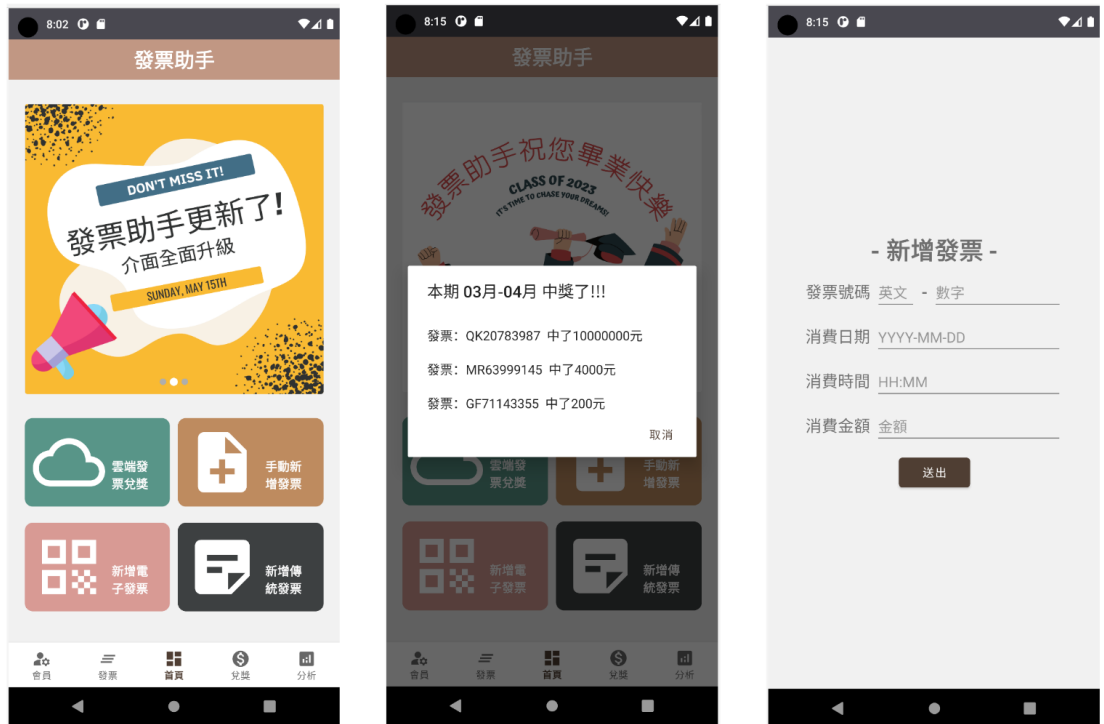 8:02
發票助手
DON'T MISS IT!
發票助手更新了!
介面全面升級
SUNDAY, MAY 15TH
雲端發
票兌獎
手動新
增發票
新增電
子發票
新增傳
統發票
會員
發票
首頁
兌獎
分析
8:15
發票助手
發票助手祝您畢業快樂
CLASS OF 2023
IT'S TIME TO CHASE YOUR DREAMS!
本期 03月-04月 中獎了!!!
發票: QK20783987 中了10000000元
發票: MR63999145 中了4000元
發票: GF71143355 中了200元
取消
雲端發
票兌獎
手動新
增發票
新增電
子發票
新增傳
統發票
會員
發票
首頁
兌獎
分析
8:15
- 新增發票 -
發票號碼 英文 - 數字
消費日期 YYYY-MM-DD
消費時間 HH:MM
消費金額 金額
送出